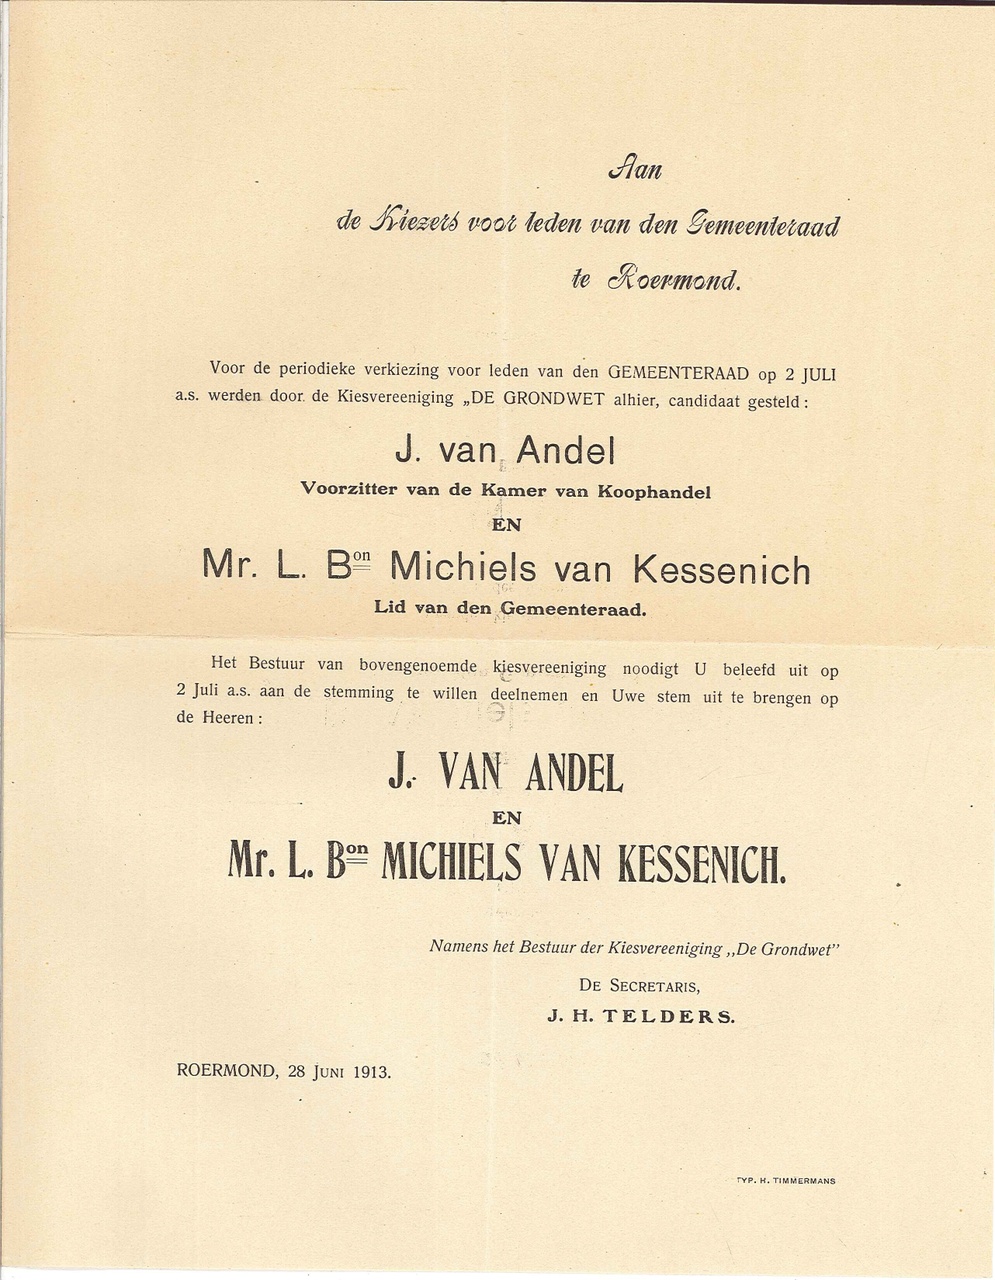 Aan
de Kiezers voor leden van den Gemeenteraad
te Roermond.
Voor de periodieke verkiezing voor leden van den GEMEENTERAAD op 2 JULI
a.s. werden door de Kiesvereeniging „DE GRONDWET alhier, candidaat gesteld :
J. van Andel
Voorzitter van de Kamer van Koophandel
EN
Mr. L. Bon Michiels van Kessenich
Lid van den Gemeenteraad.
Het Bestuur van bovengenoemde kiesvereeniging noodigt U beleefd uit op
2 Juli a.s. aan de stemming te willen deelnemen en Uwe stem uit te brengen op
de Heeren :
J. VAN ANDEL
EN
Mr. L. Bon MICHIELS VAN KESSENICH.
Namens het Bestuur der Kiesvereeniging „De Grondwet”
DE SECRETARIS,
J. H. TELDERS.
ROERMOND, 28 JUNI 1913.
TYP. H. TIMMERMANS